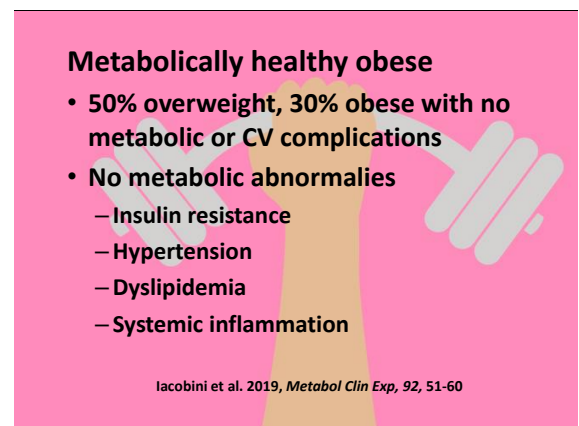 Metabolically healthy obese
• 50% overweight, 30% obese with no
metabolic or CV complications
• No metabolic abnormalies
– Insulin resistance
– Hypertension
– Dyslipidemia
– Systemic inflammation
Iacobini et al. 2019, Metabol Clin Exp, 92, 51-60